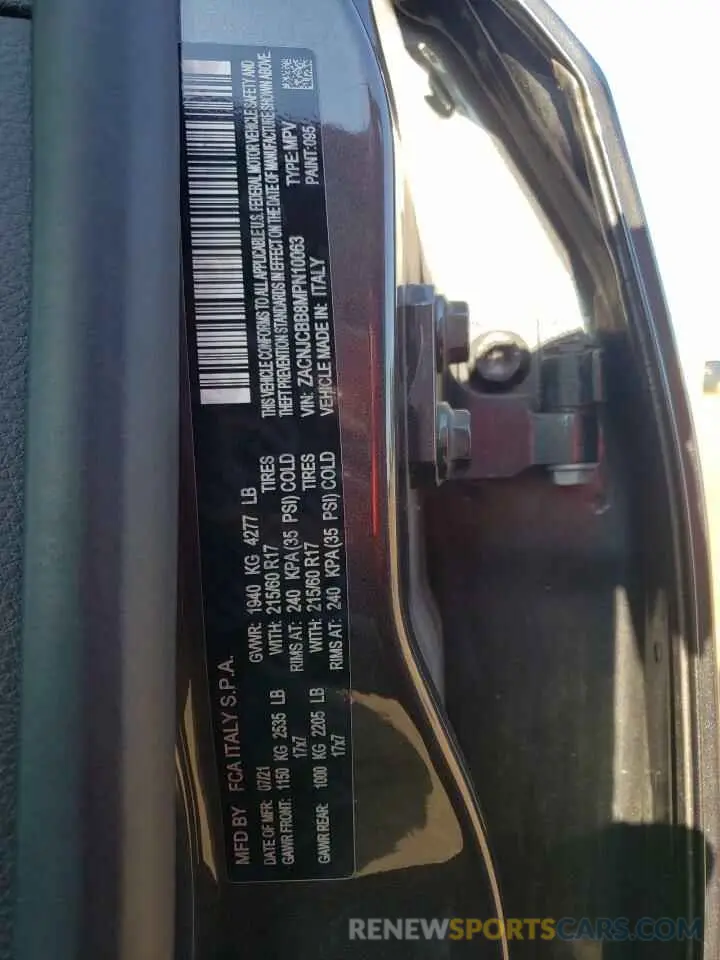 MFD BY FCA ITALY S.P.A.
DATE OF MFR: 07/21 GVWR: 1940 KG 4277 LB
GAWR FRONT: 1150 KG 2535 LB WITH: 215/60 R17 TIRES
17x7 RIMS AT: 240 KPA(35 PSI) COLD
GAWR REAR: 1000 KG 2205 LB WITH: 215/60 R17 TIRES
17x7 RIMS AT: 240 KPA(35 PSI) COLD
THIS VEHICLE CONFORMS TO ALL APPLICABLE U.S. FEDERAL MOTOR VEHICLE SAFETY AND
THEFT PREVENTION STANDARDS IN EFFECT ON THE DATE OF MANUFACTURE SHOWN ABOVE.
VIN: ZACNJCBB8MPN10063 TYPE: MPV
VEHICLE MADE IN: ITALY PAINT:095
RENEWSPORTSCARS.COM